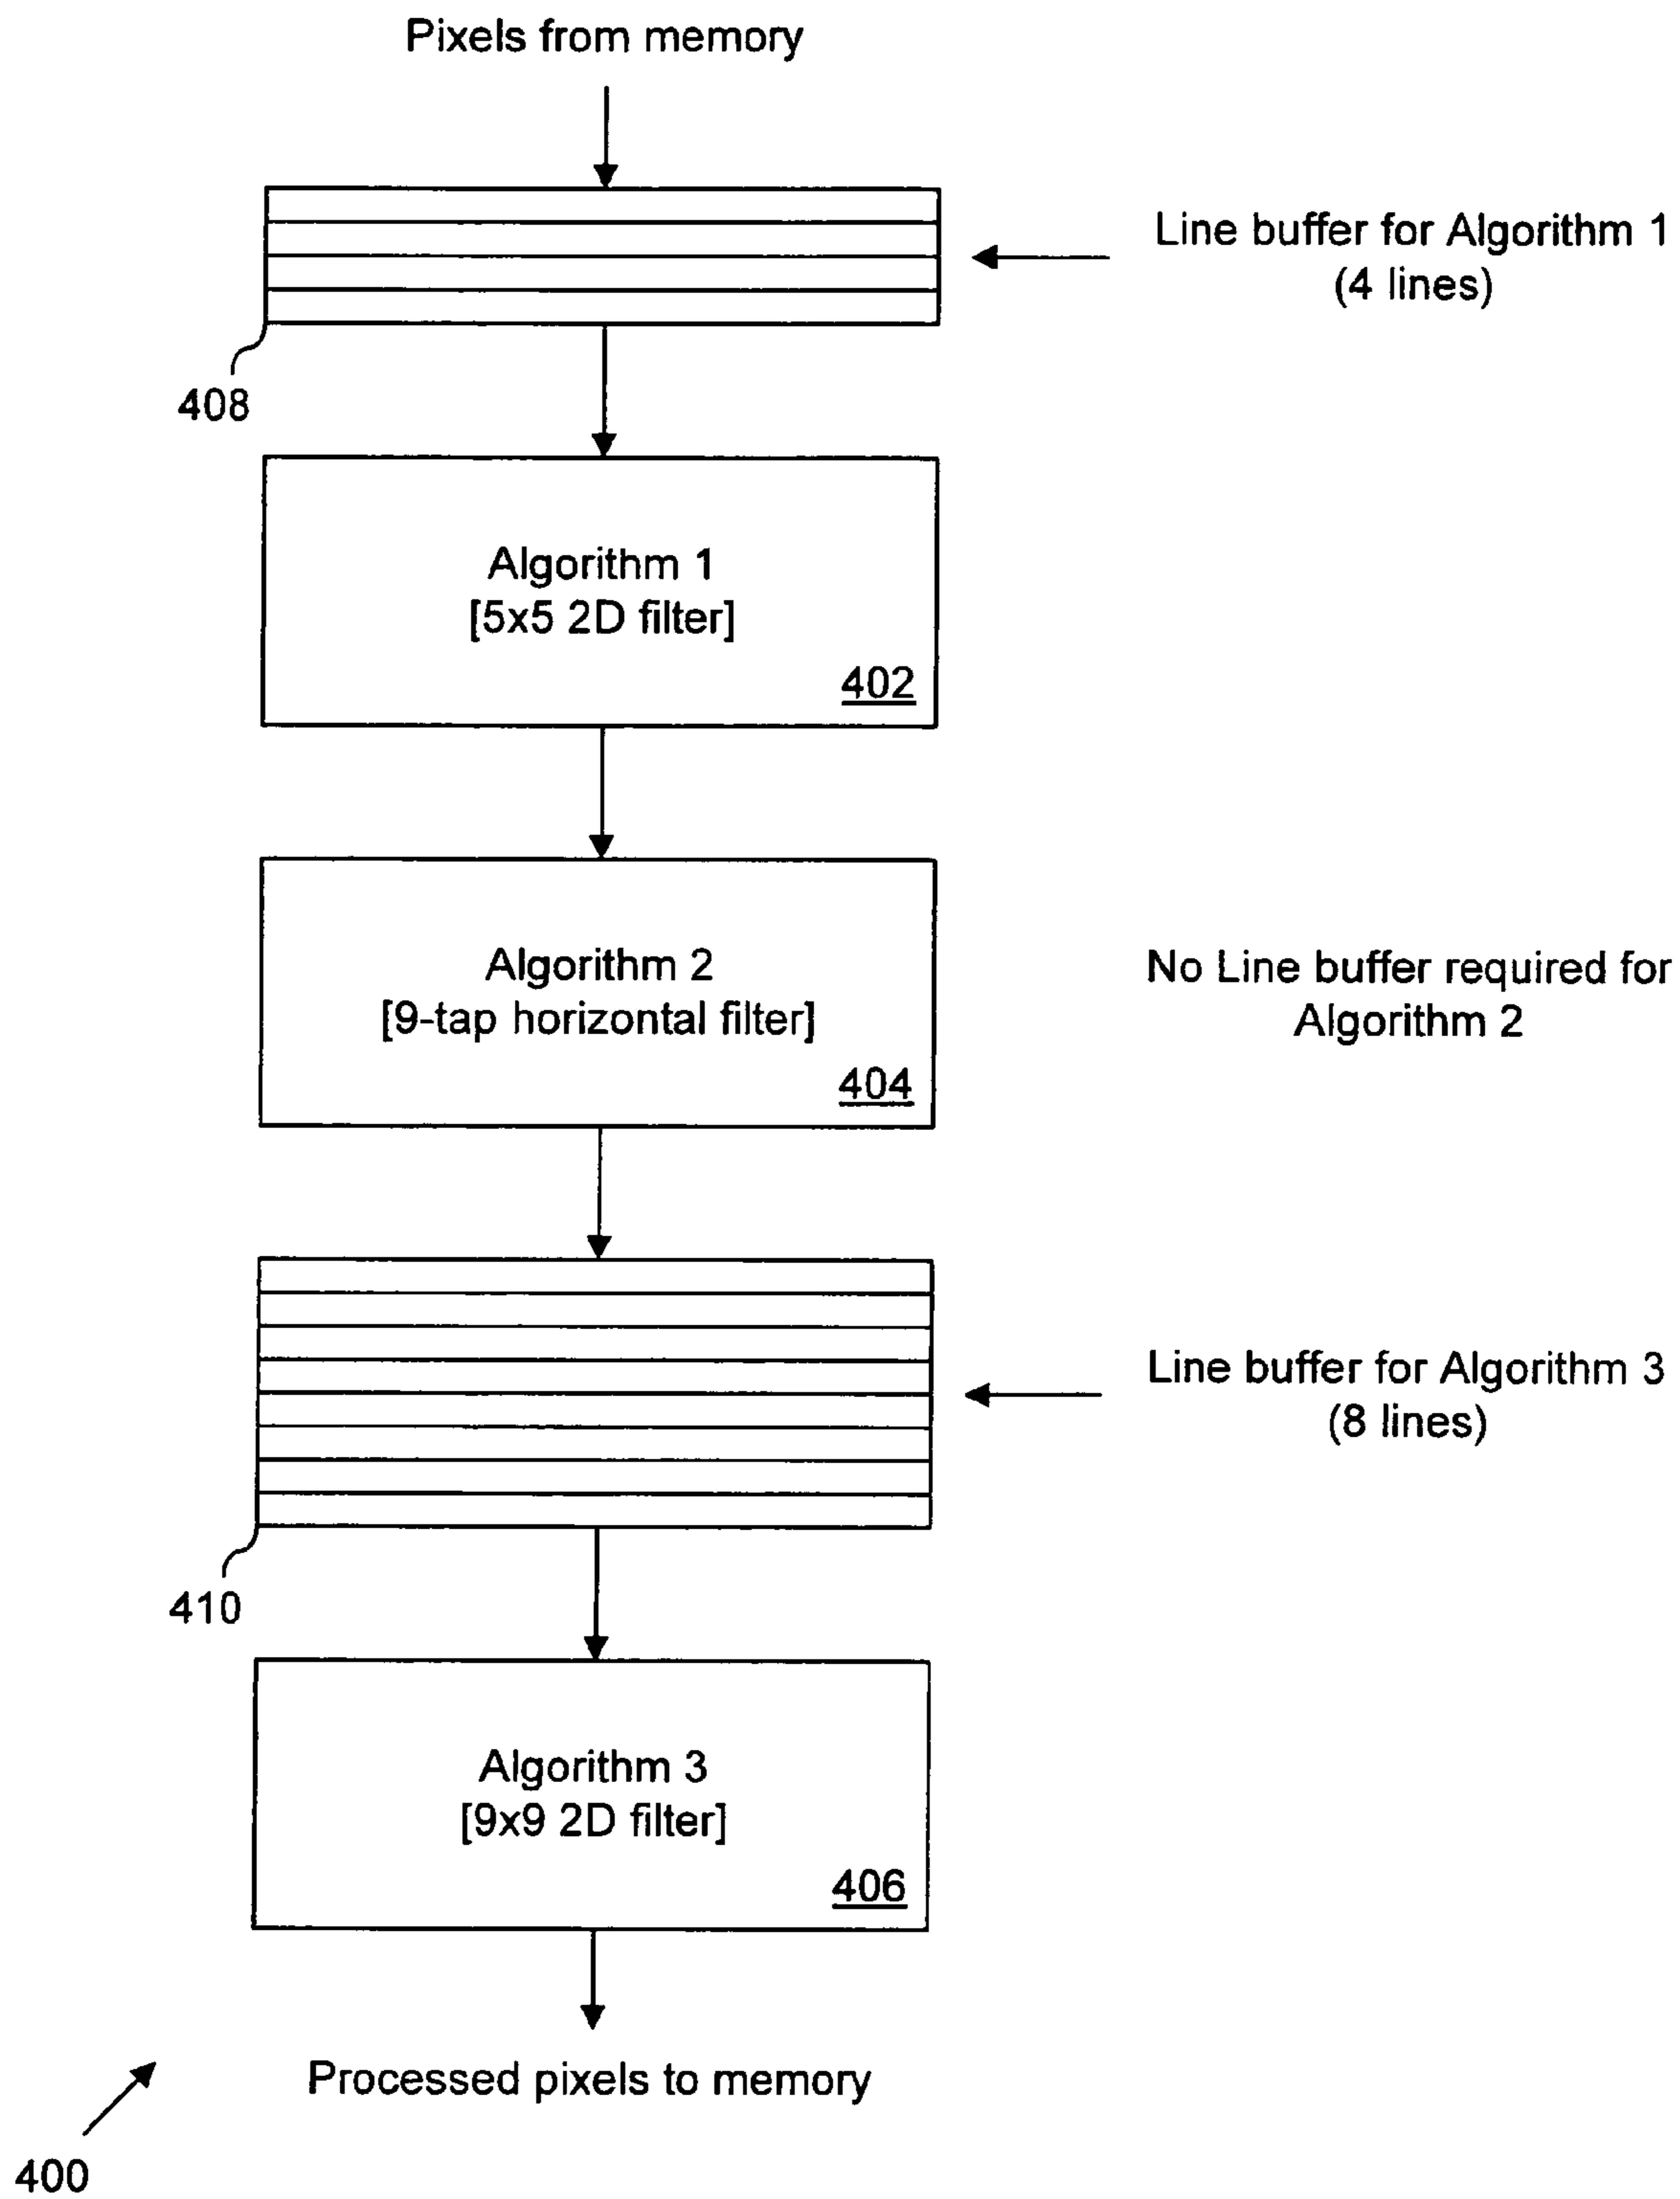 Pixels from memory
Line buffer for Algorithm 1
(4 lines)
408
Algorithm 1
[5x5 2D filter]
402
Algorithm 2
[9-tap horizontal filter]
404
No Line buffer required for
Algorithm 2
Line buffer for Algorithm 3
(8 lines)
410
Algorithm 3
[9x9 2D filter]
406
Processed pixels to memory
400